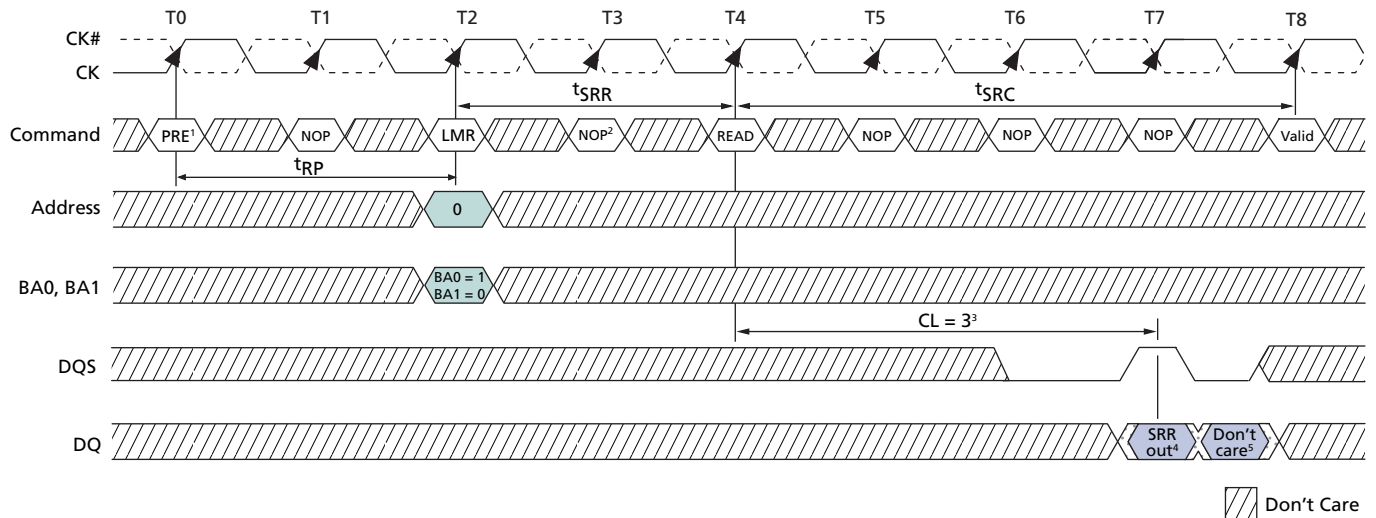 T0 T1 T2 T3 T4 T5 T6 T7 T8
CK#
CK
tSRR tSRC
Command PRE¹ NOP LMR NOP² READ NOP NOP NOP Valid
tRP
Address 0
BA0, BA1 BA0 = 1
BA1 = 0
CL = 3³
DQS
DQ SRR out⁴ Don't care⁵
Don't Care